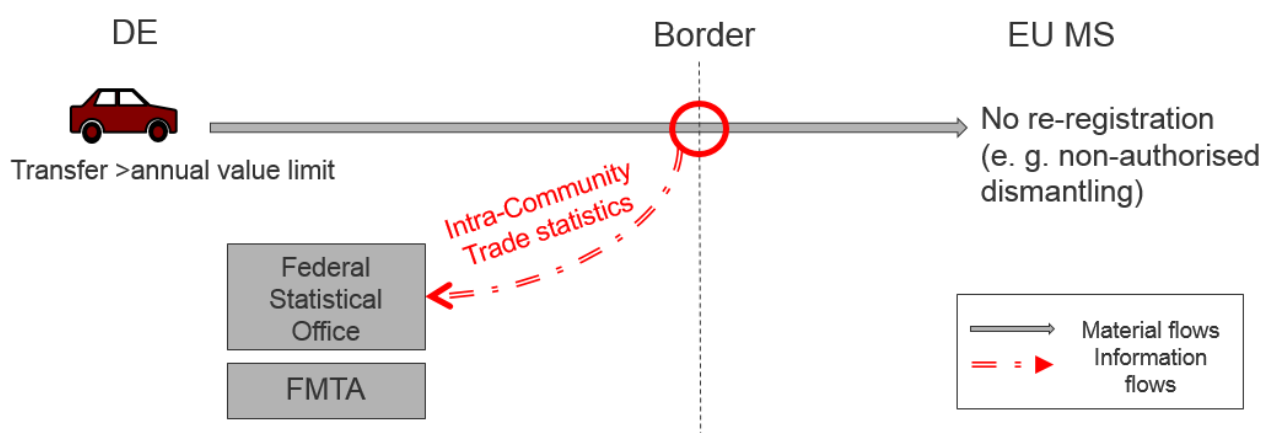 DE
Border
EU MS
Transfer >annual value limit
No re-registration
(e. g. non-authorised
dismantling)
Intra-Community
Trade statistics
Federal
Statistical
Office
FMTA
Material flows
Information
flows